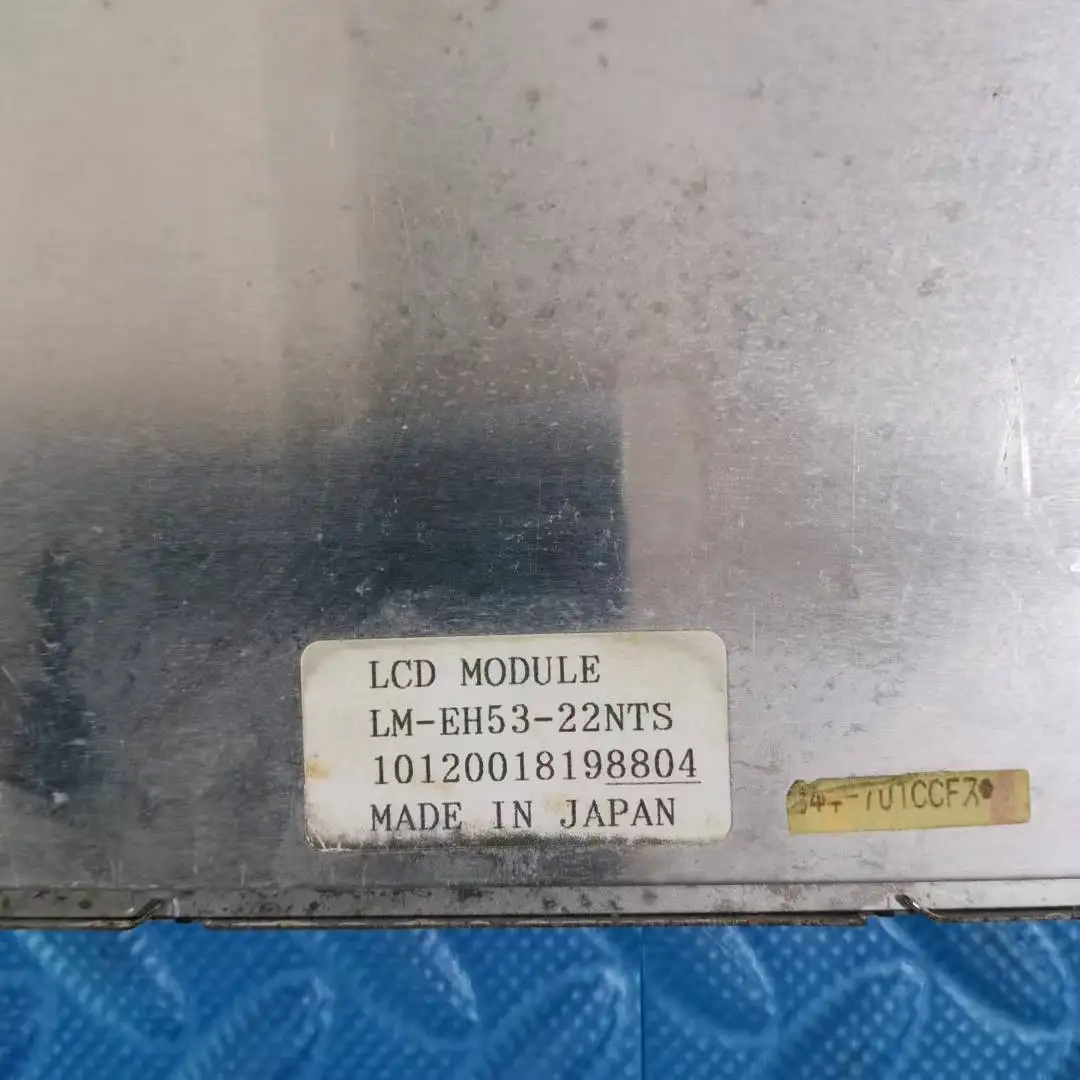 LCD MODULE
LM-EH53-22NTS
10120018198804
MADE IN JAPAN